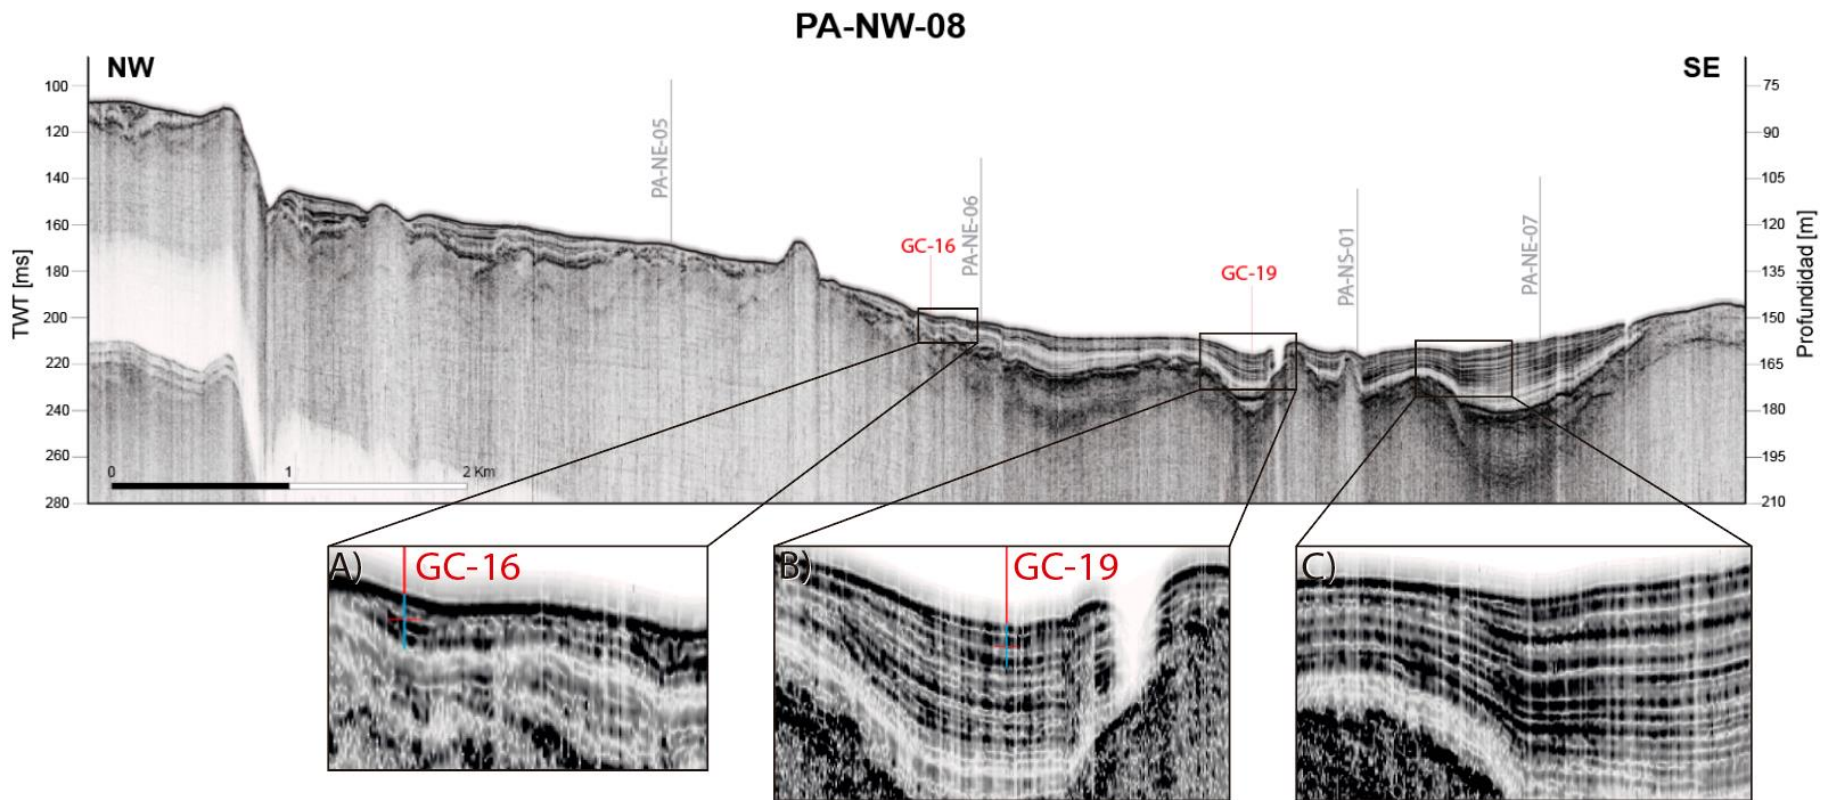 PA-NW-08
NW
SE
TWT [ms]
100
120
140
160
180
200
220
240
260
280
Profundidad [m]
75
90
105
120
135
150
165
180
195
210
PA-NE-05
GC-16
PA-NE-06
GC-19
PA-NS-01
PA-NE-07
0 1 2 Km
A) GC-16
B) GC-19
C)